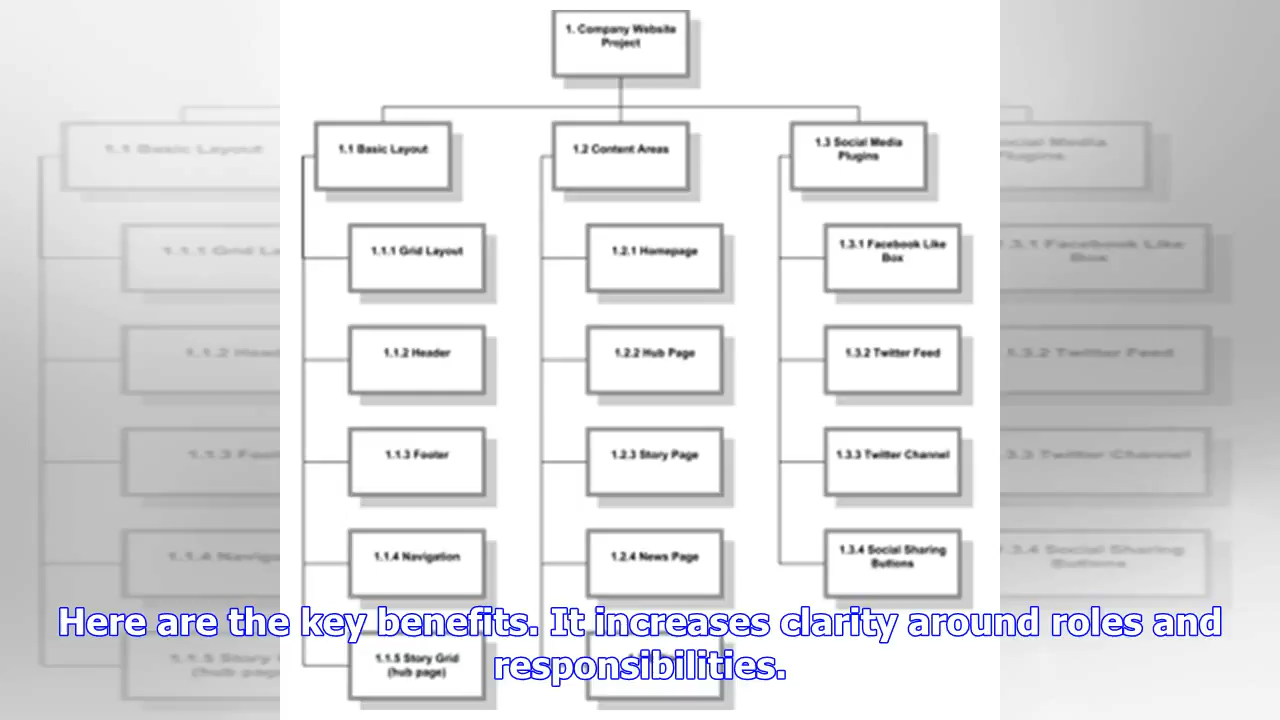 1. Company Website
Project
1.1 Basic Layout
1.2 Content Areas
1.3 Social Media
Plugins
1.1.1 Grid Layout
1.2.1 Homepage
1.3.1 Facebook Like
Box
1.1.2 Header
1.2.2 Hub Page
1.3.2 Twitter Feed
1.1.3 Footer
1.2.3 Story Page
1.3.3 Twitter Channel
1.1.4 Navigation
1.2.4 News Page
1.3.4 Social Sharing
Buttons
1.1.5 Story Grid
(hub page)
Here are the key benefits. It increases clarity around roles and
responsibilities.